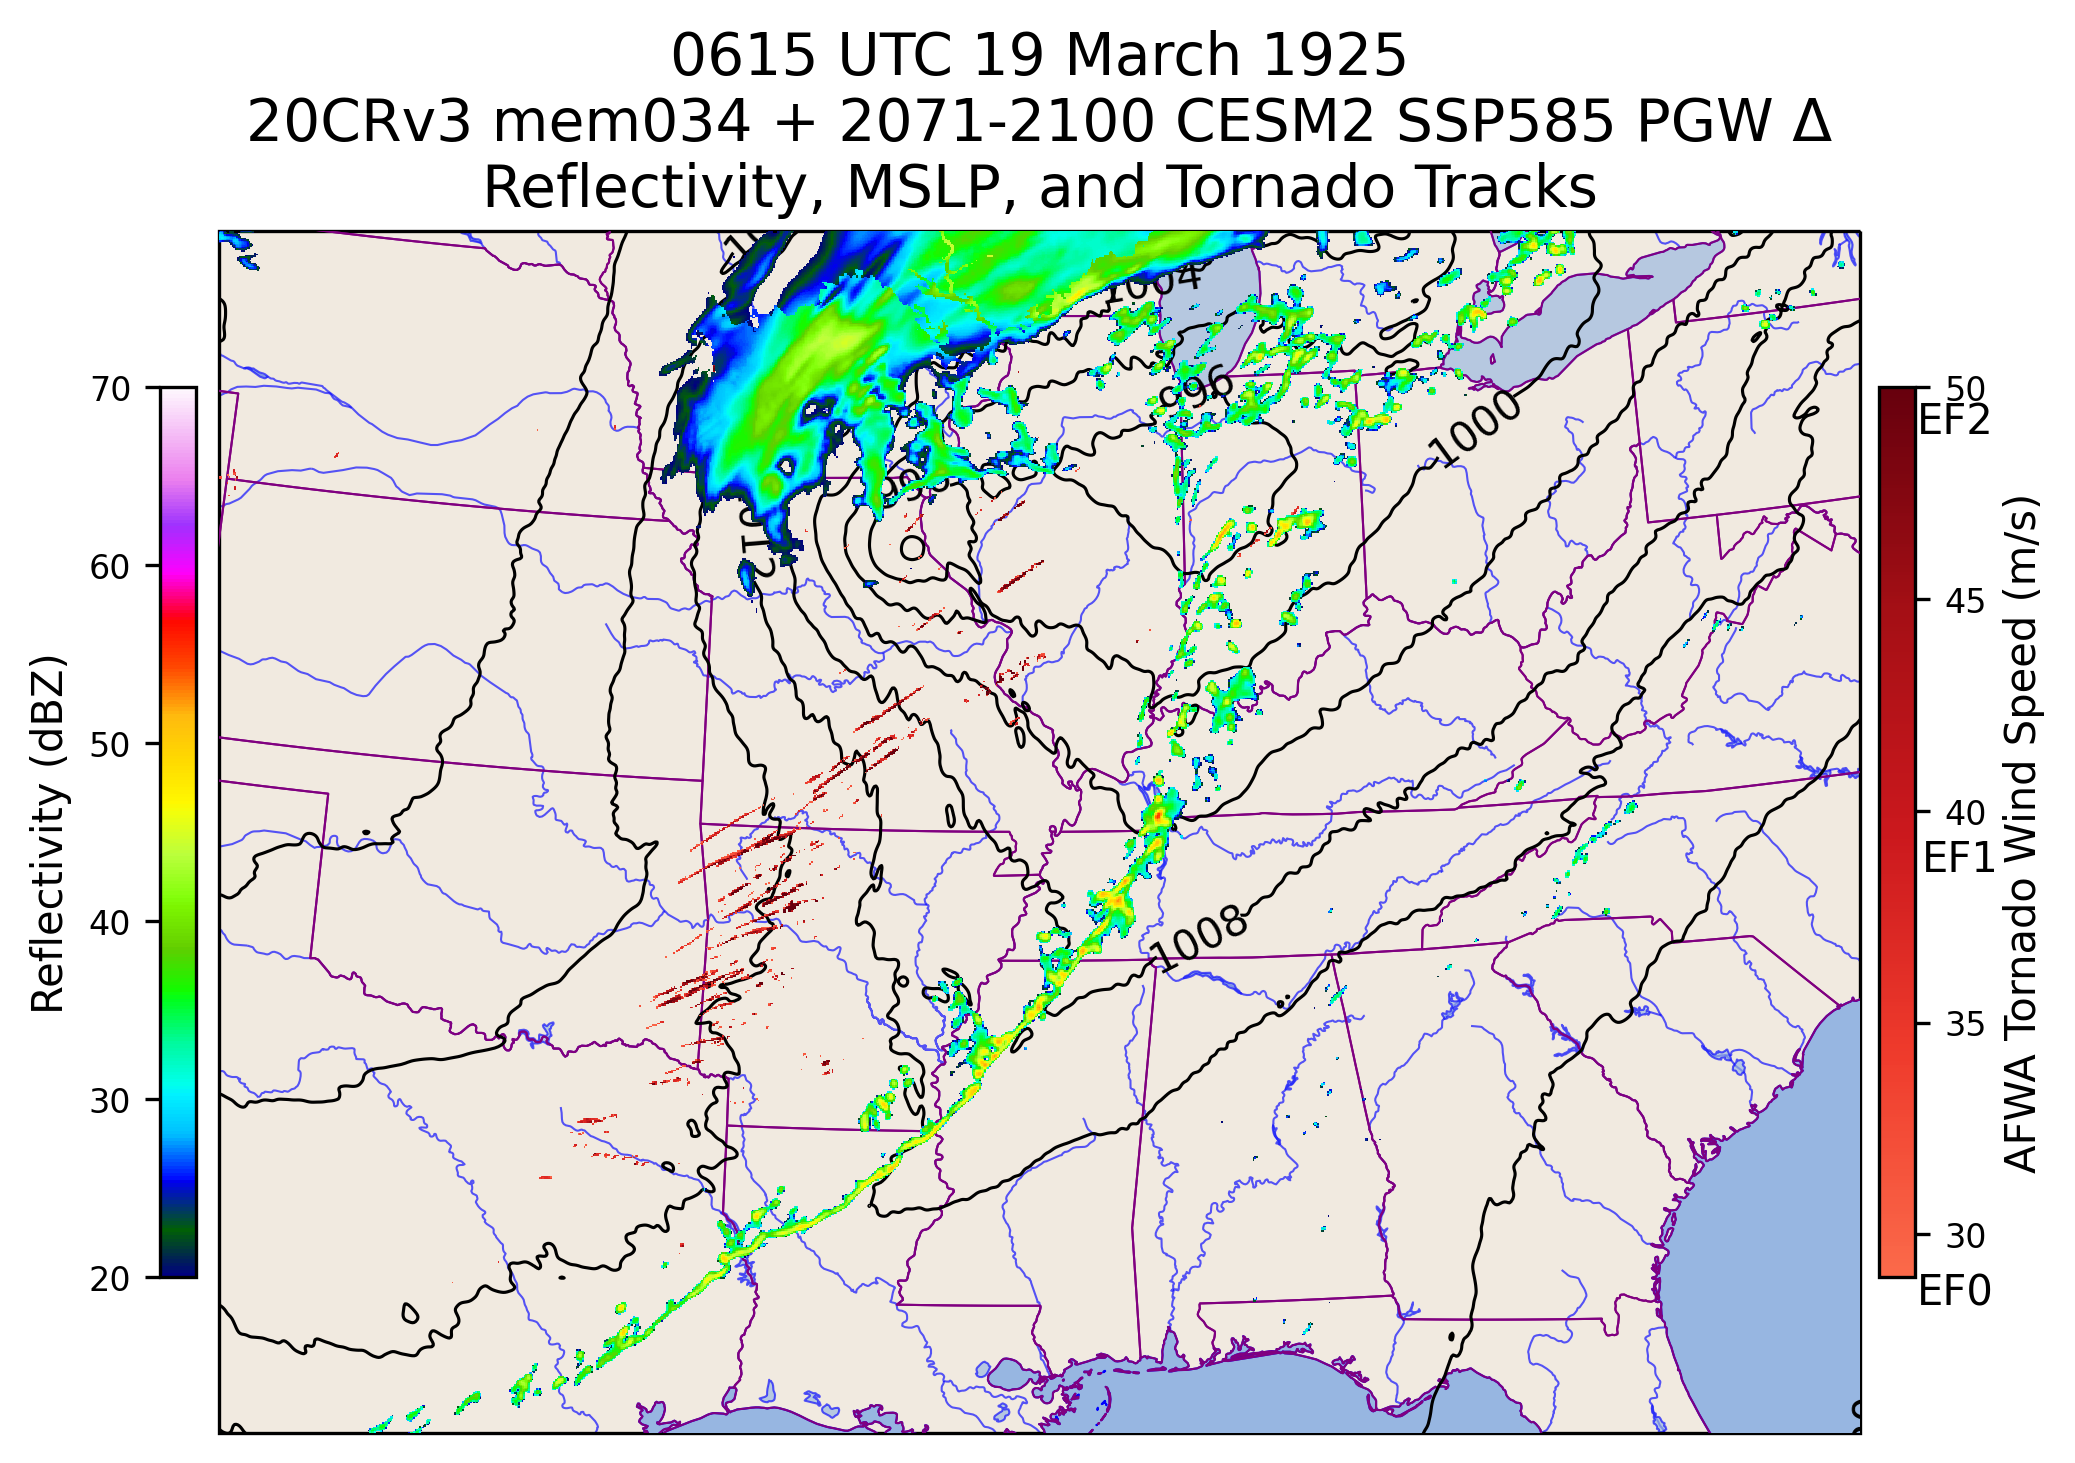 0615 UTC 19 March 1925
20CRv3 mem034 + 2071-2100 CESM2 SSP585 PGW Δ
Reflectivity, MSLP, and Tornado Tracks
1004
996
1000
1012
1008
70
60
50
40
30
20
Reflectivity (dBZ)
50
EF2
45
40
EF1
35
30
EF0
AFWA Tornado Wind Speed (m/s)